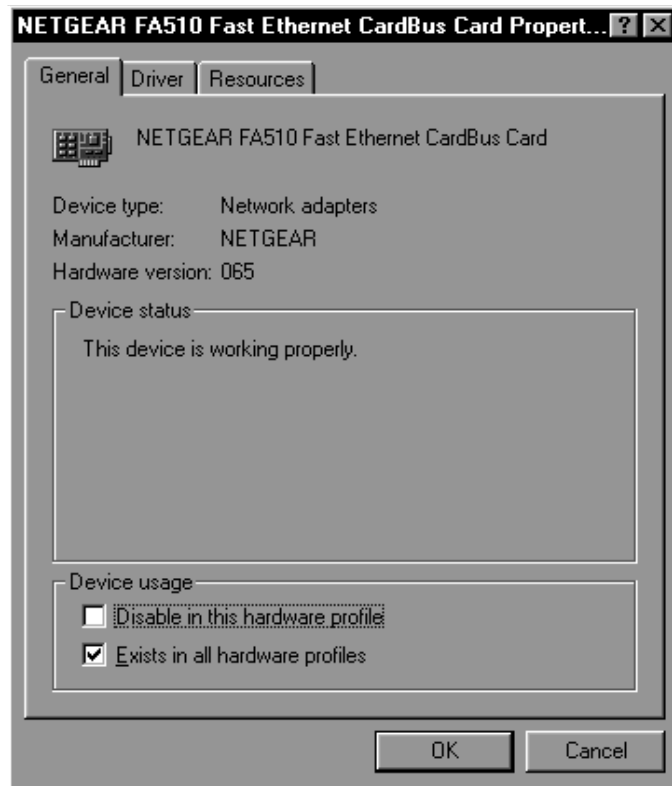 NETGEAR FA510 Fast Ethernet CardBus Card Propert...
General Driver Resources
NETGEAR FA510 Fast Ethernet CardBus Card
Device type: Network adapters
Manufacturer: NETGEAR
Hardware version: 065
Device status
This device is working properly.
Device usage
Disable in this hardware profile
Exists in all hardware profiles
OK Cancel